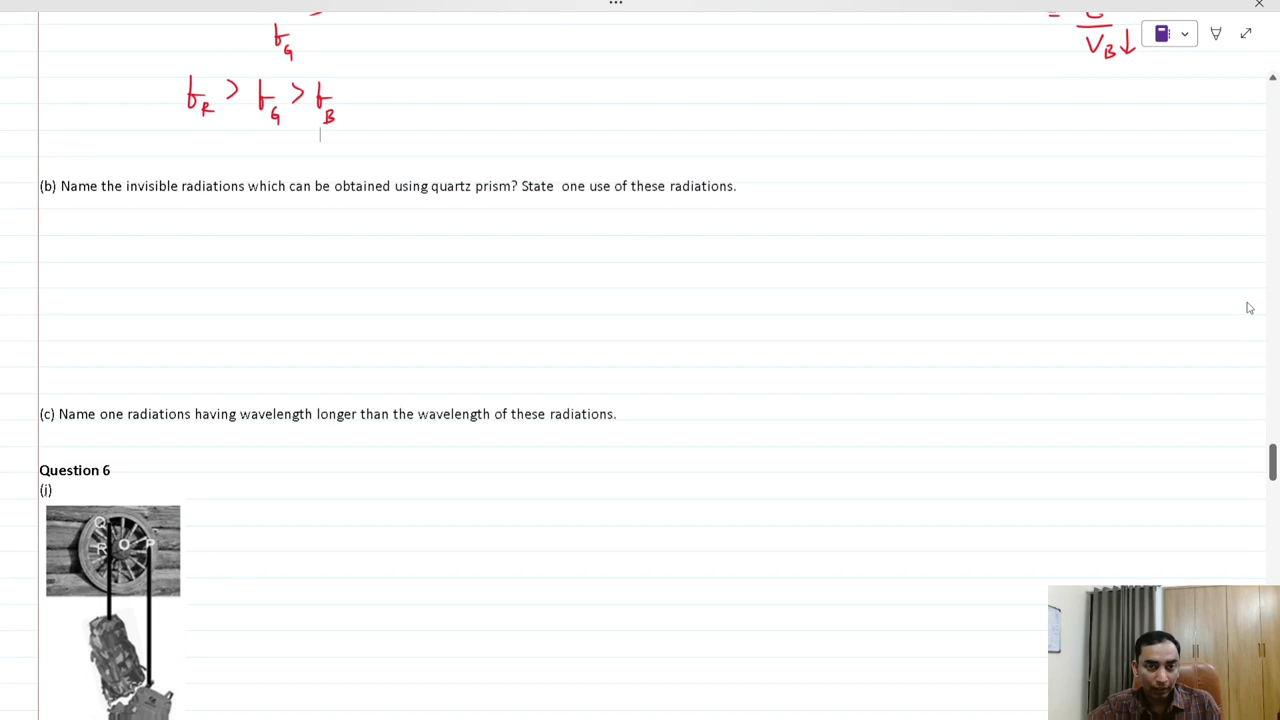 f_G
= C
V_B ↓
f_R > f_G > f_B
(b) Name the invisible radiations which can be obtained using quartz prism? State one use of these radiations.
(c) Name one radiations having wavelength longer than the wavelength of these radiations.
Question 6
(i)
Q
R O P